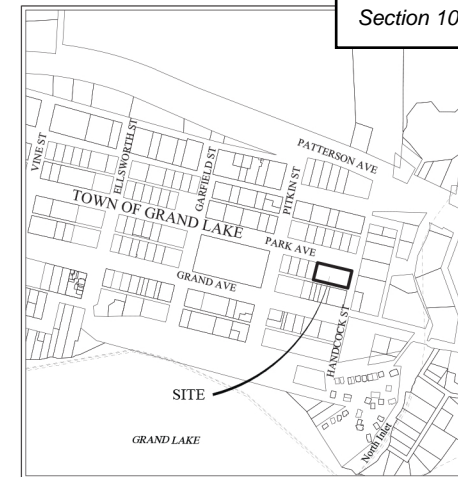 Section 10
PATTERSON AVE
VINE ST
ELLSWORTH ST
GARFIELD ST
PITKIN ST
TOWN OF GRAND LAKE
PARK AVE
GRAND AVE
HANDCOCK ST
SITE
GRAND LAKE
North Inlet